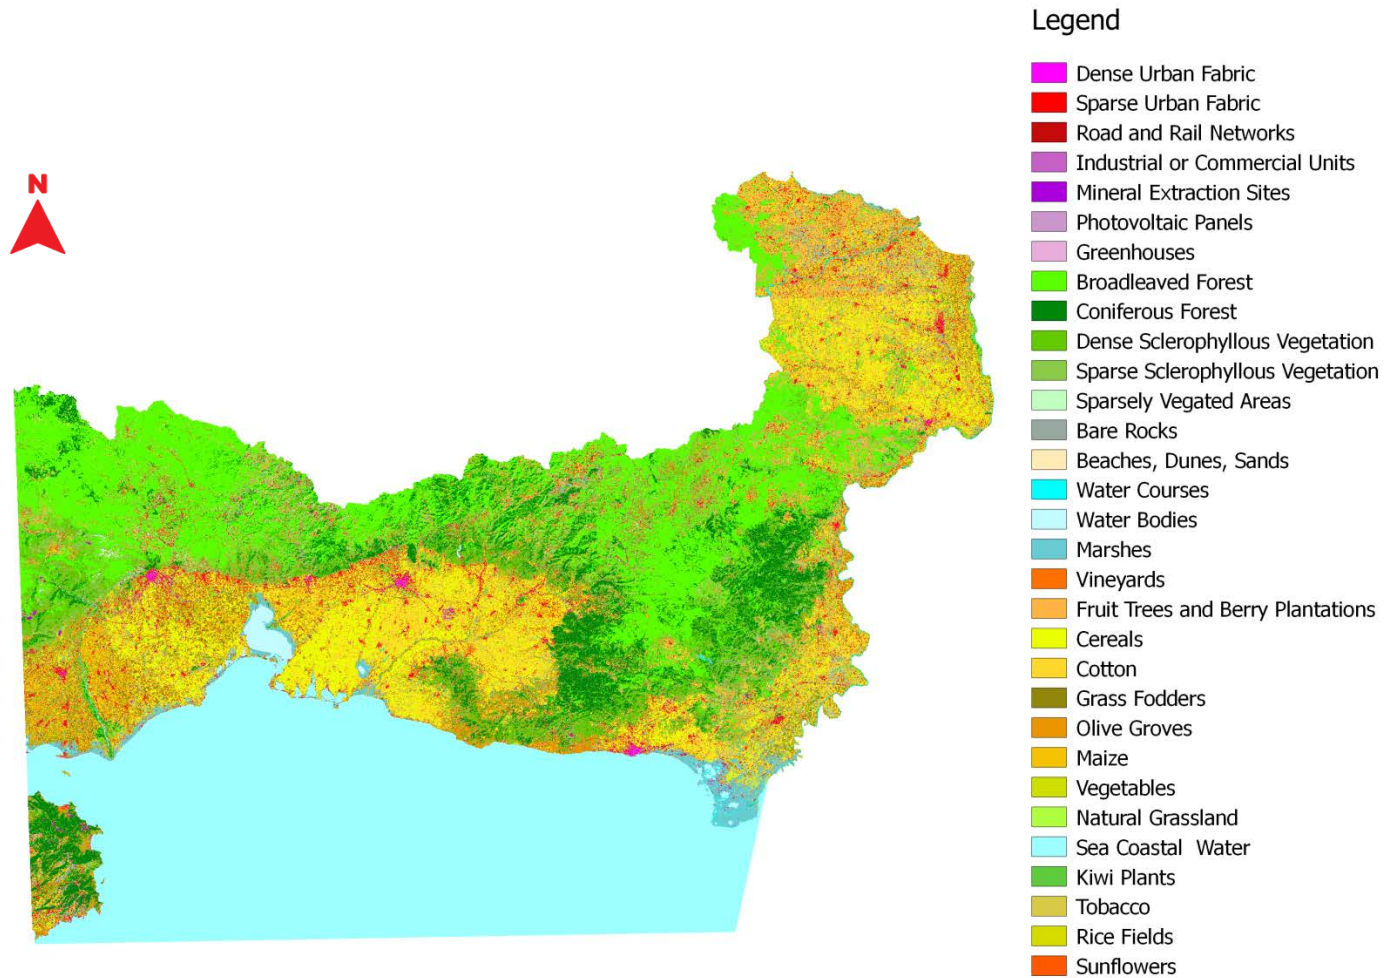 Legend
Dense Urban Fabric
Sparse Urban Fabric
Road and Rail Networks
Industrial or Commercial Units
N
Mineral Extraction Sites
Photovoltaic Panels
Greenhouses
Broadleaved Forest
Coniferous Forest
Dense Sclerophyllous Vegetation
Sparse Sclerophyllous Vegetation
Sparsely Vegated Areas
Bare Rocks
Beaches, Dunes, Sands
Water Courses
Water Bodies
Marshes
Vineyards
Fruit Trees and Berry Plantations
Cereals
Cotton
Grass Fodders
Olive Groves
Maize
Vegetables
Natural Grassland
Sea Coastal Water
Kiwi Plants
Tobacco
Rice Fields
Sunflowers